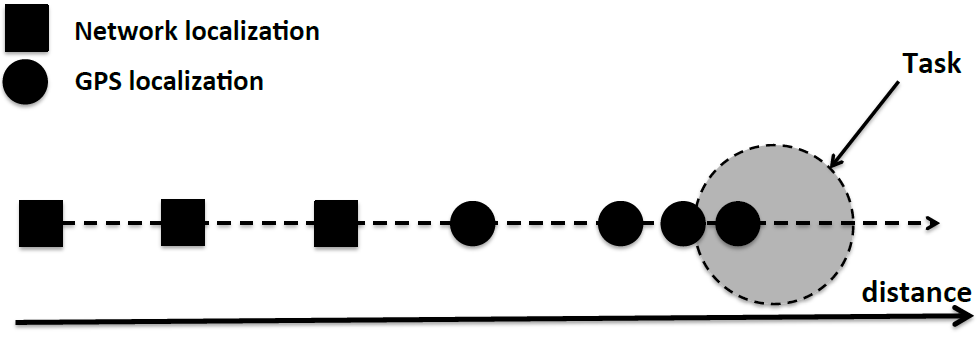 Network localization
GPS localization
Task
distance